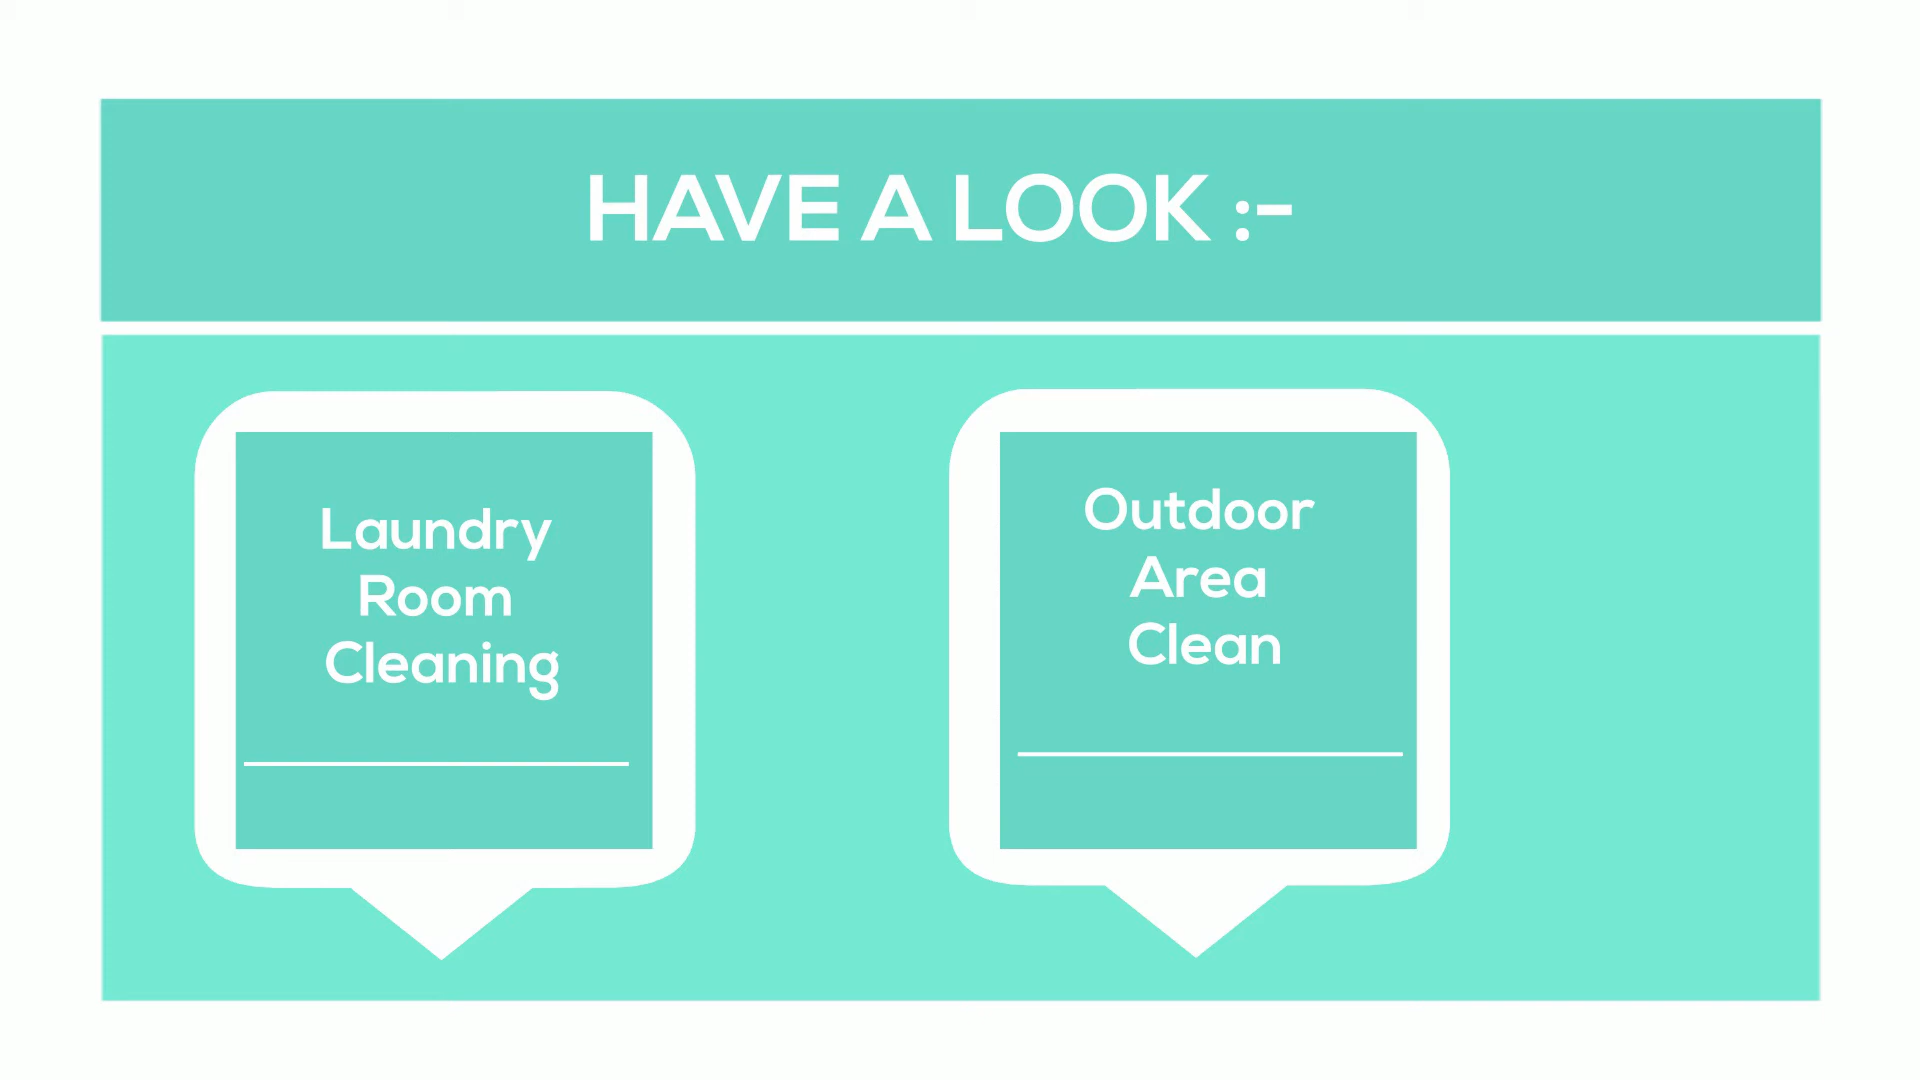 HAVE A LOOK :-
Laundry
Room
Cleaning
Outdoor
Area
Clean